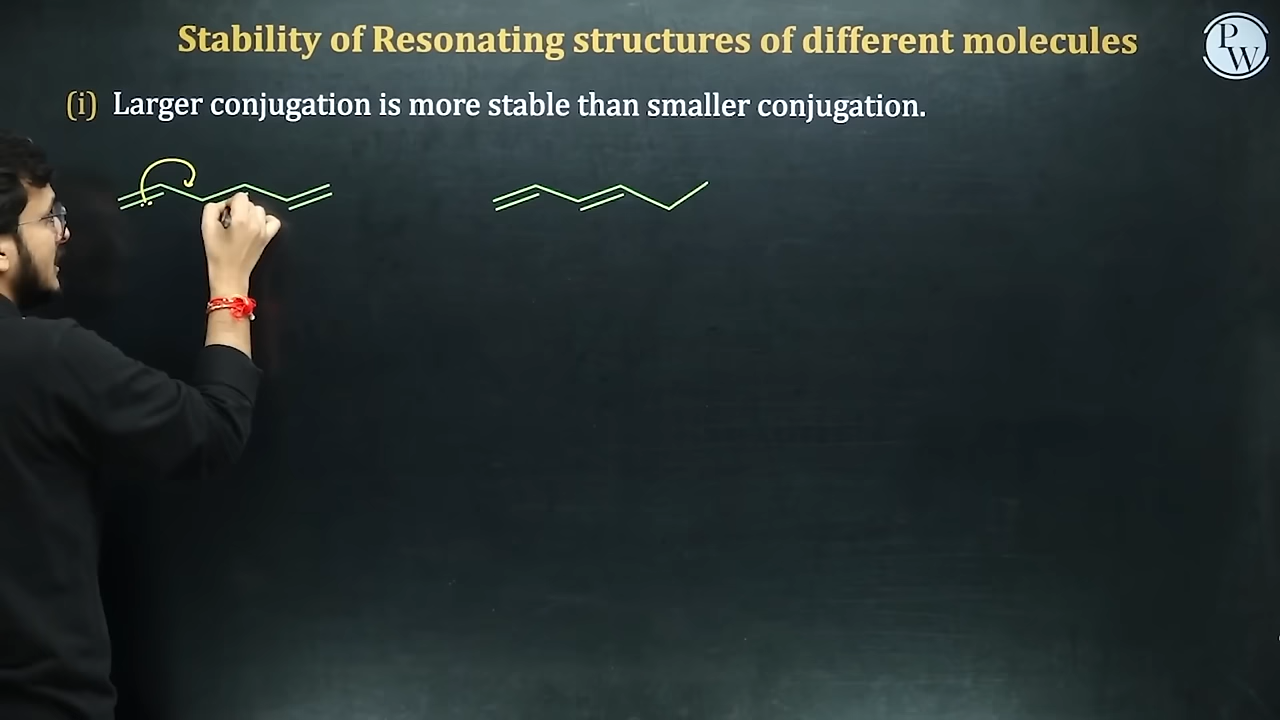 Stability of Resonating structures of different molecules
PW
(i) Larger conjugation is more stable than smaller conjugation.